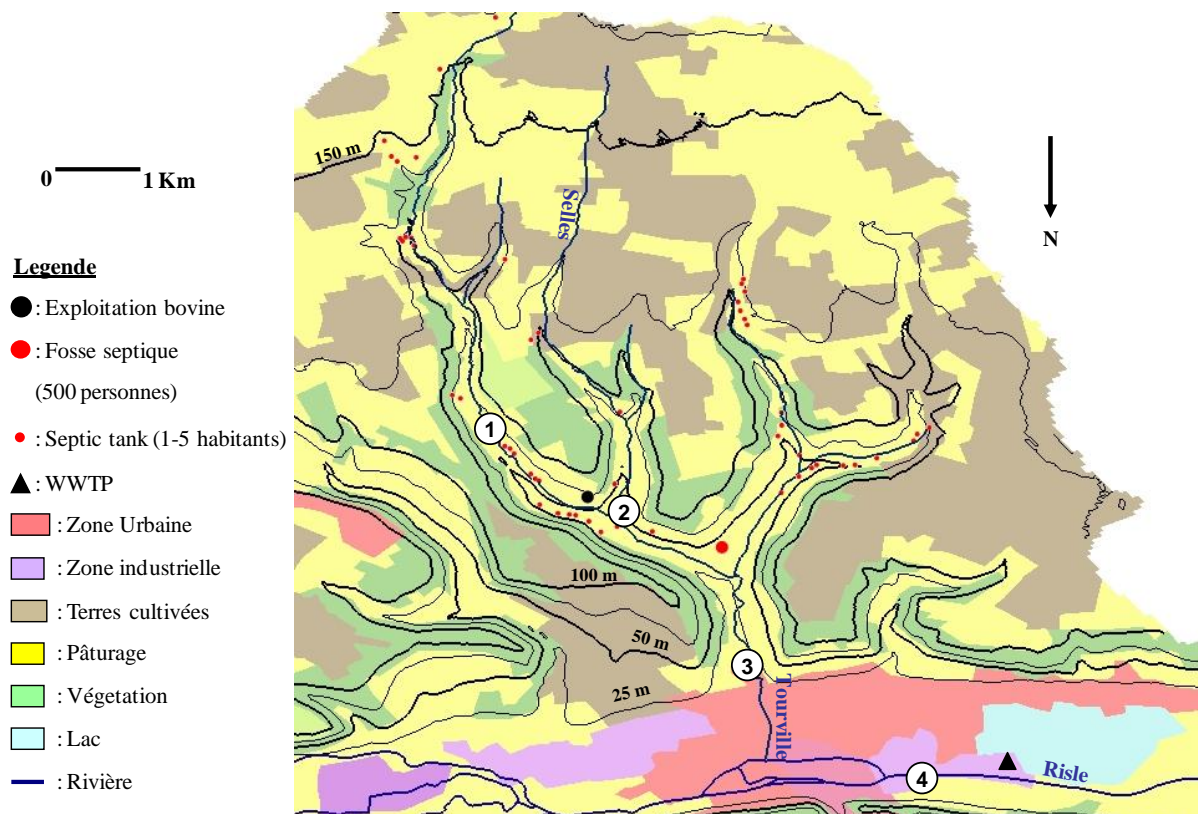 0 1 Km
Legende
: Exploitation bovine
: Fosse septique
(500 personnes)
: Septic tank (1-5 habitants)
: WWTP
: Zone Urbaine
: Zone industrielle
: Terres cultivées
: Pâturage
: Végetation
: Lac
: Rivière
150 m
Selles
N
1
2
100 m
50 m
25 m
3
Tourville
4
Risle